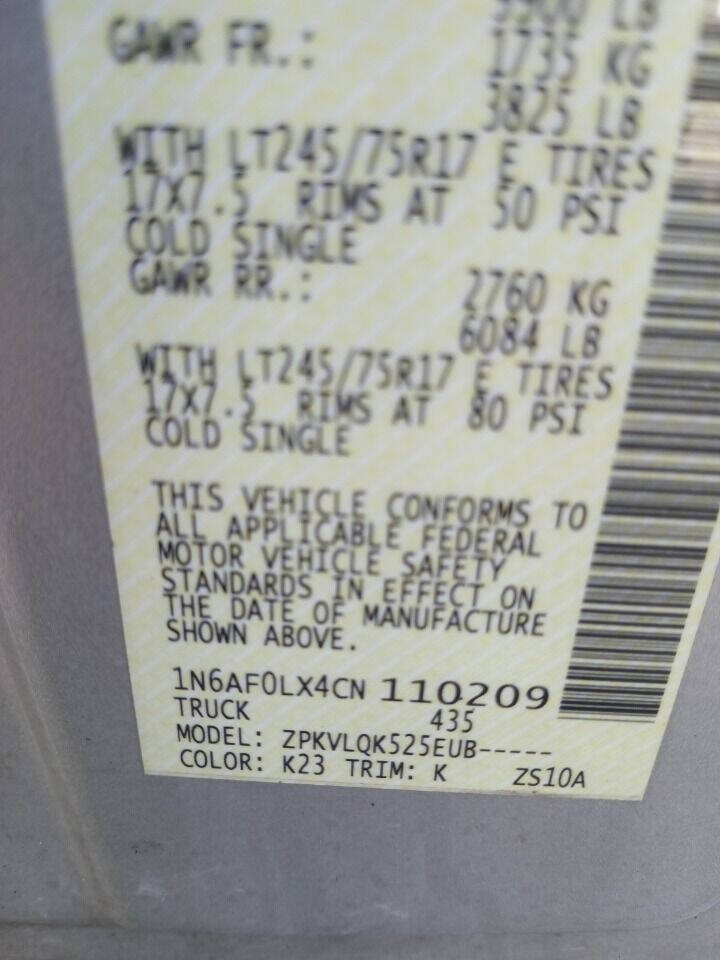 GAWR FR.:
1735 KG
3825 LB
WITH LT245/75R17 E TIRES
17X7.5 RIMS AT 50 PSI
COLD SINGLE
GAWR RR.: 2760 KG
6084 LB
WITH LT245/75R17 E TIRES
17X7.5 RIMS AT 80 PSI
COLD SINGLE
THIS VEHICLE CONFORMS TO
ALL APPLICABLE FEDERAL
MOTOR VEHICLE SAFETY
STANDARDS IN EFFECT ON
THE DATE OF MANUFACTURE
SHOWN ABOVE.
1N6AF0LX4CN 110209
TRUCK 435
MODEL: ZPKVLQK525EUB-----
COLOR: K23 TRIM: K ZS10A